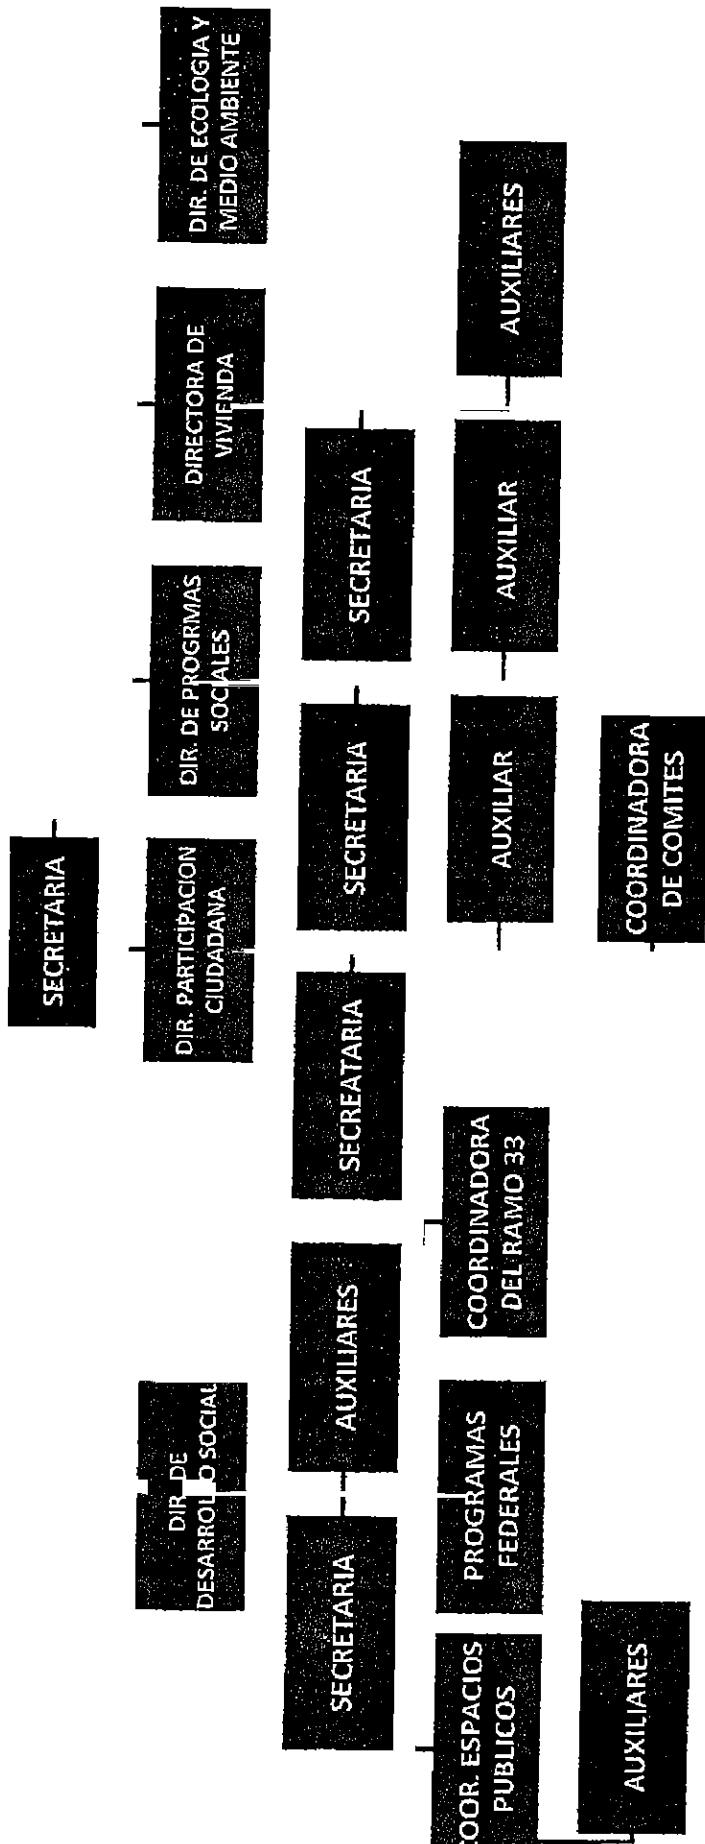 SECRETARIA
DIR. DE
DESARROLLO SOCIAL
DIR. PARTICIPACION
CIUDADANA
DIR. DE PROGRMAS
SOCIALES
DIRECTORA DE
VIVIENDA
DIR. DE ECOLOGIA Y
MEDIO AMBIENTE
SECRETARIA
AUXILIARES
SECREATARIA
SECRETARIA
SECRETARIA
COOR. ESPACIOS
PUBLICOS
PROGRAMAS
FEDERALES
COORDINADORA
DEL RAMO 33
AUXILIAR
AUXILIAR
AUXILIARES
AUXILIARES
COORDINADORA
DE COMITES